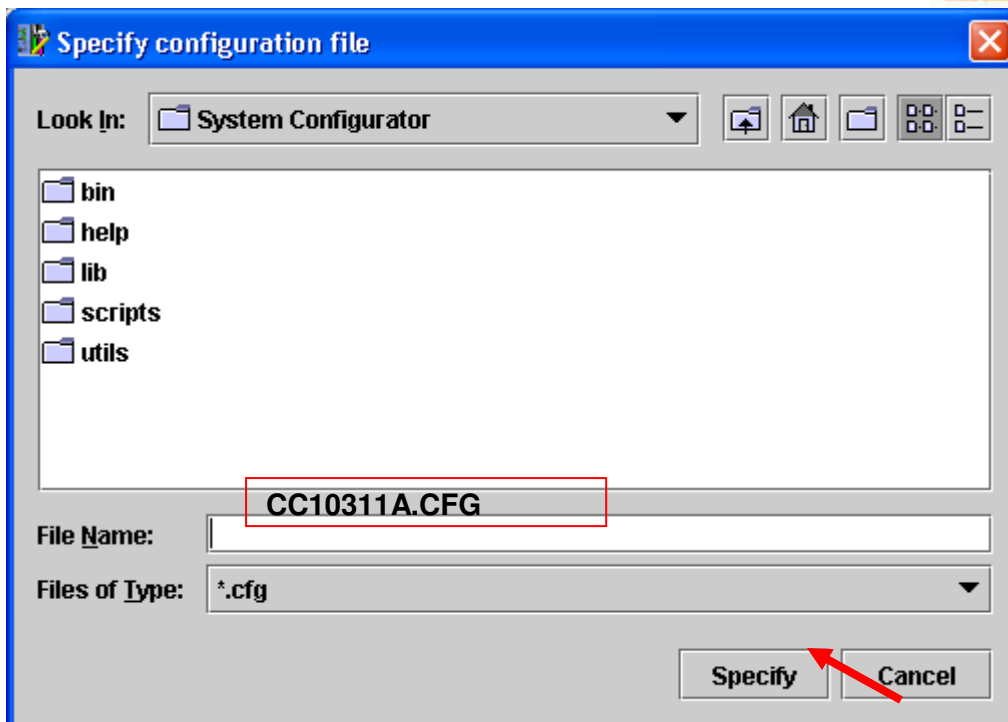 Specify configuration file
Look In: System Configurator
bin
help
lib
scripts
utils
CC10311A.CFG
File Name:
Files of Type: *.cfg
Specify Cancel